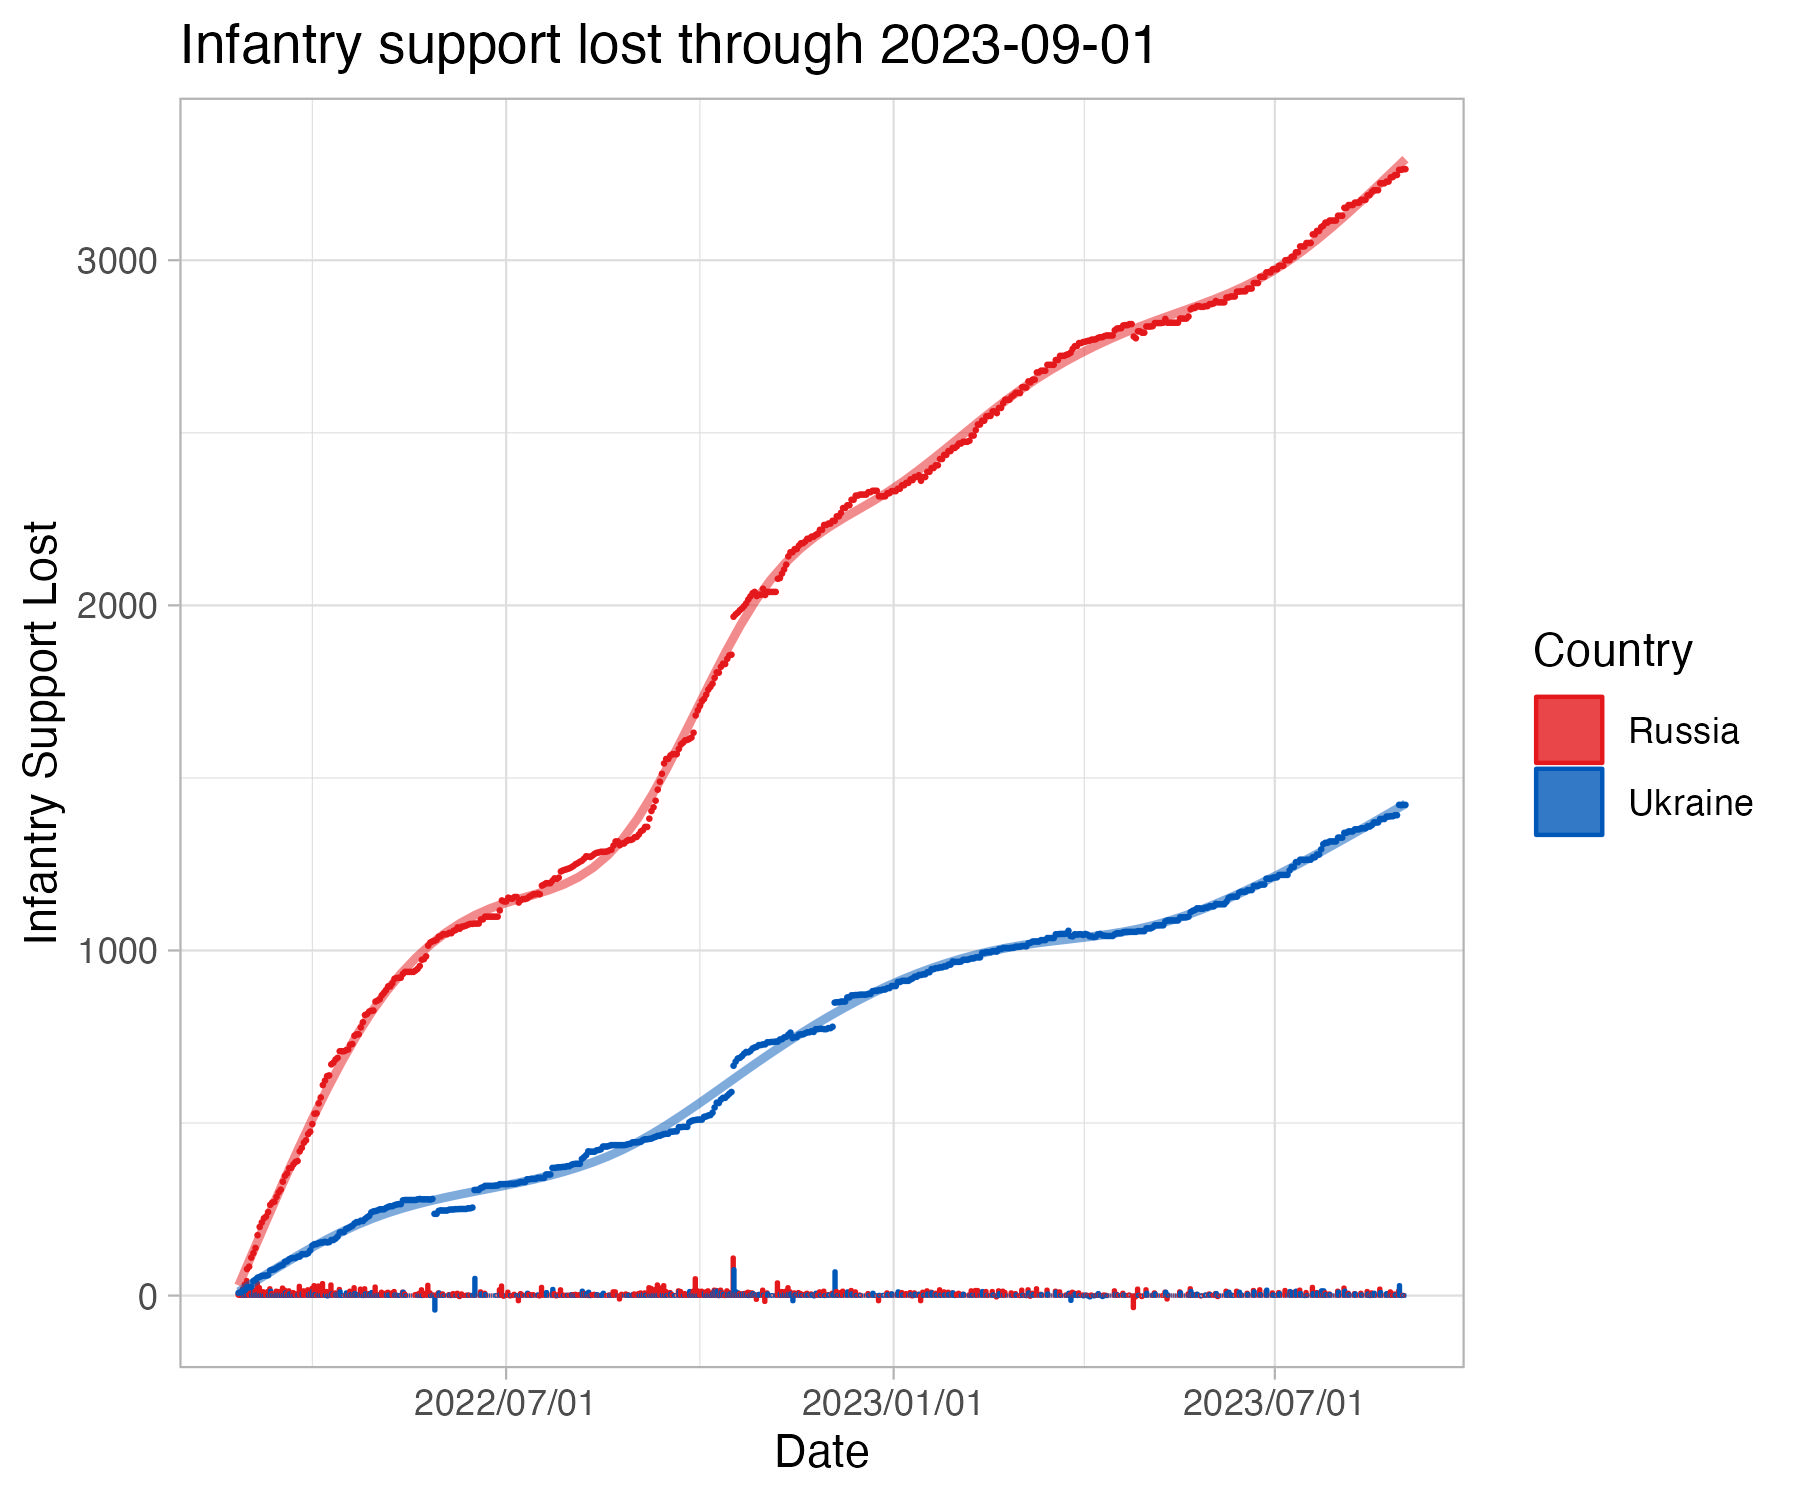 Infantry support lost through 2023-09-01
Infantry Support Lost
3000
2000
1000
0
2022/07/01
2023/01/01
2023/07/01
Date
Country
Russia
Ukraine